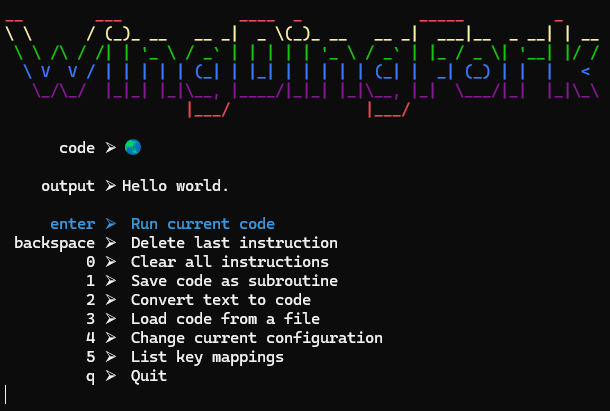 WingDingFork
code ➢ 🌏
output ➢ Hello world.
enter ➢ Run current code
backspace ➢ Delete last instruction
0 ➢ Clear all instructions
1 ➢ Save code as subroutine
2 ➢ Convert text to code
3 ➢ Load code from a file
4 ➢ Change current configuration
5 ➢ List key mappings
q ➢ Quit